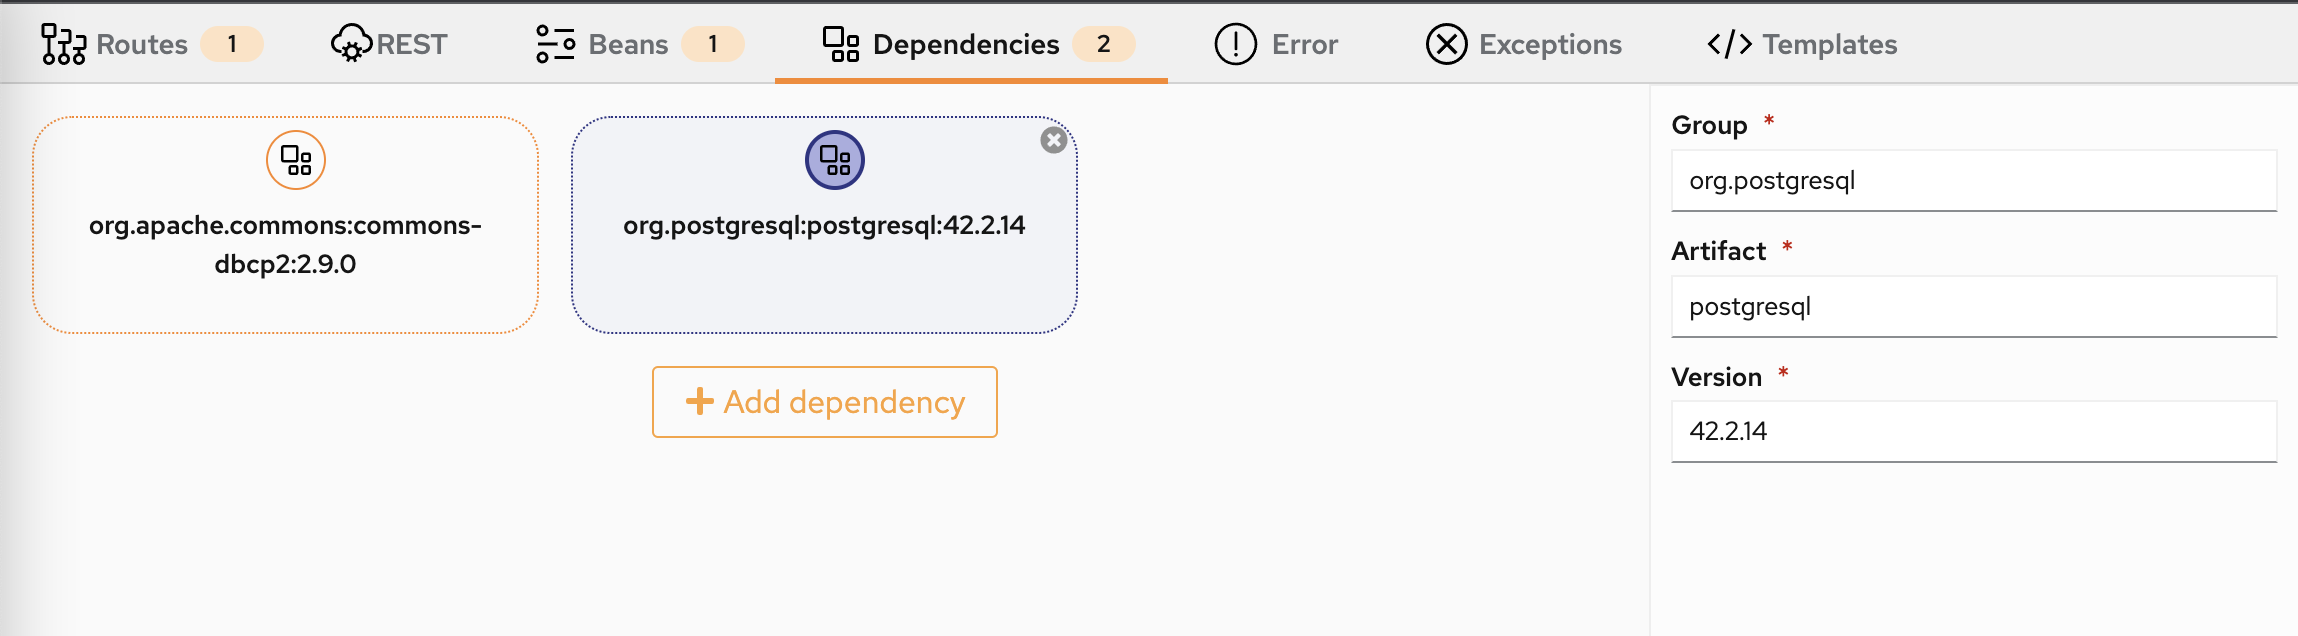 Routes 1 REST Beans 1 Dependencies 2 Error Exceptions Templates
org.apache.commons:commons-
dbcp2:2.9.0
org.postgresql:postgresql:42.2.14
+ Add dependency
Group *
org.postgresql
Artifact *
postgresql
Version *
42.2.14